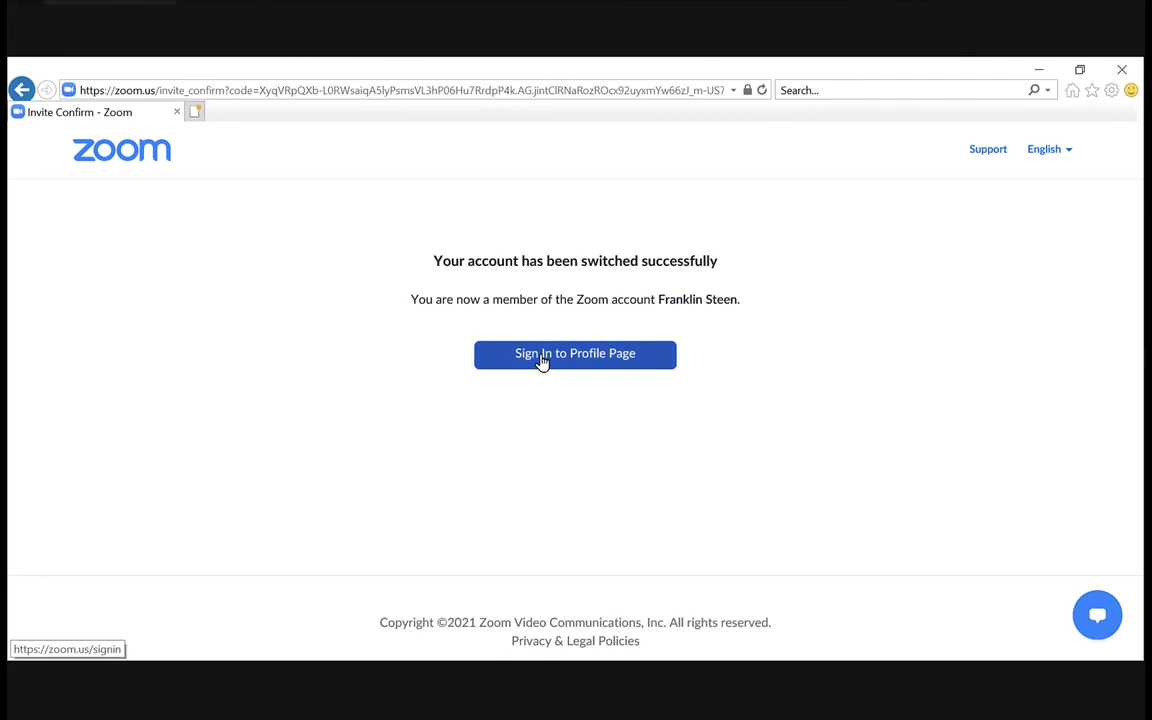 https://zoom.us/invite_confirm?code=XyqVRpQXb-L0RWsaiqA5lyPsmsVL3hP06Hu7RrdpP4k.AG.jintClRNaRozROcx92uyxmYw66zJ_m-US7
Search...
Invite Confirm - Zoom
zoom
Support
English
Your account has been switched successfully
You are now a member of the Zoom account Franklin Steen.
Sign In to Profile Page
Copyright ©2021 Zoom Video Communications, Inc. All rights reserved.
Privacy & Legal Policies
https://zoom.us/signin